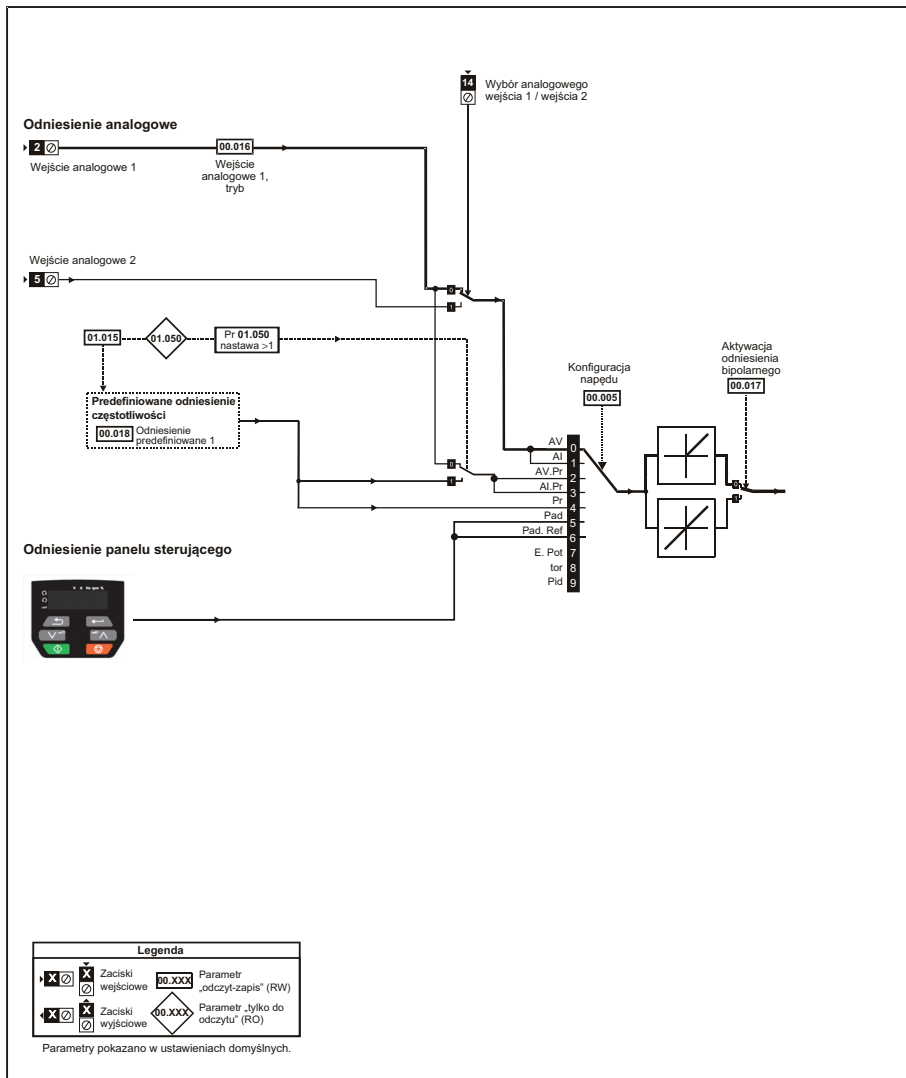 14
Wybór analogowego
wejścia 1 / wejścia 2
Odniesienie analogowe
2
00.016
Wejście analogowe 1
Wejście
analogowe 1,
tryb
Wejście analogowe 2
5
0
1
01.015
01.050
Pr 01.050
nastawa >1
Predefiniowane odniesienie
częstotliwości
00.018 Odniesienie
predefiniowane 1
Konfiguracja
napędu
00.005
Aktywacja
odniesienia
bipolarnego
00.017
0
1
AV 0
AI 1
AV.Pr 2
AI.Pr 3
Pr 4
Pad 5
Pad. Ref 6
E. Pot 7
tor 8
Pid 9
0
1
Odniesienie panelu sterującego
V A Hz rpm %
Legenda
X X Zaciski
wejściowe
00.XXX Parametr
„odczyt-zapis” (RW)
X X Zaciski
wyjściowe
00.XXX Parametr „tylko do
odczytu” (RO)
Parametry pokazano w ustawieniach domyślnych.